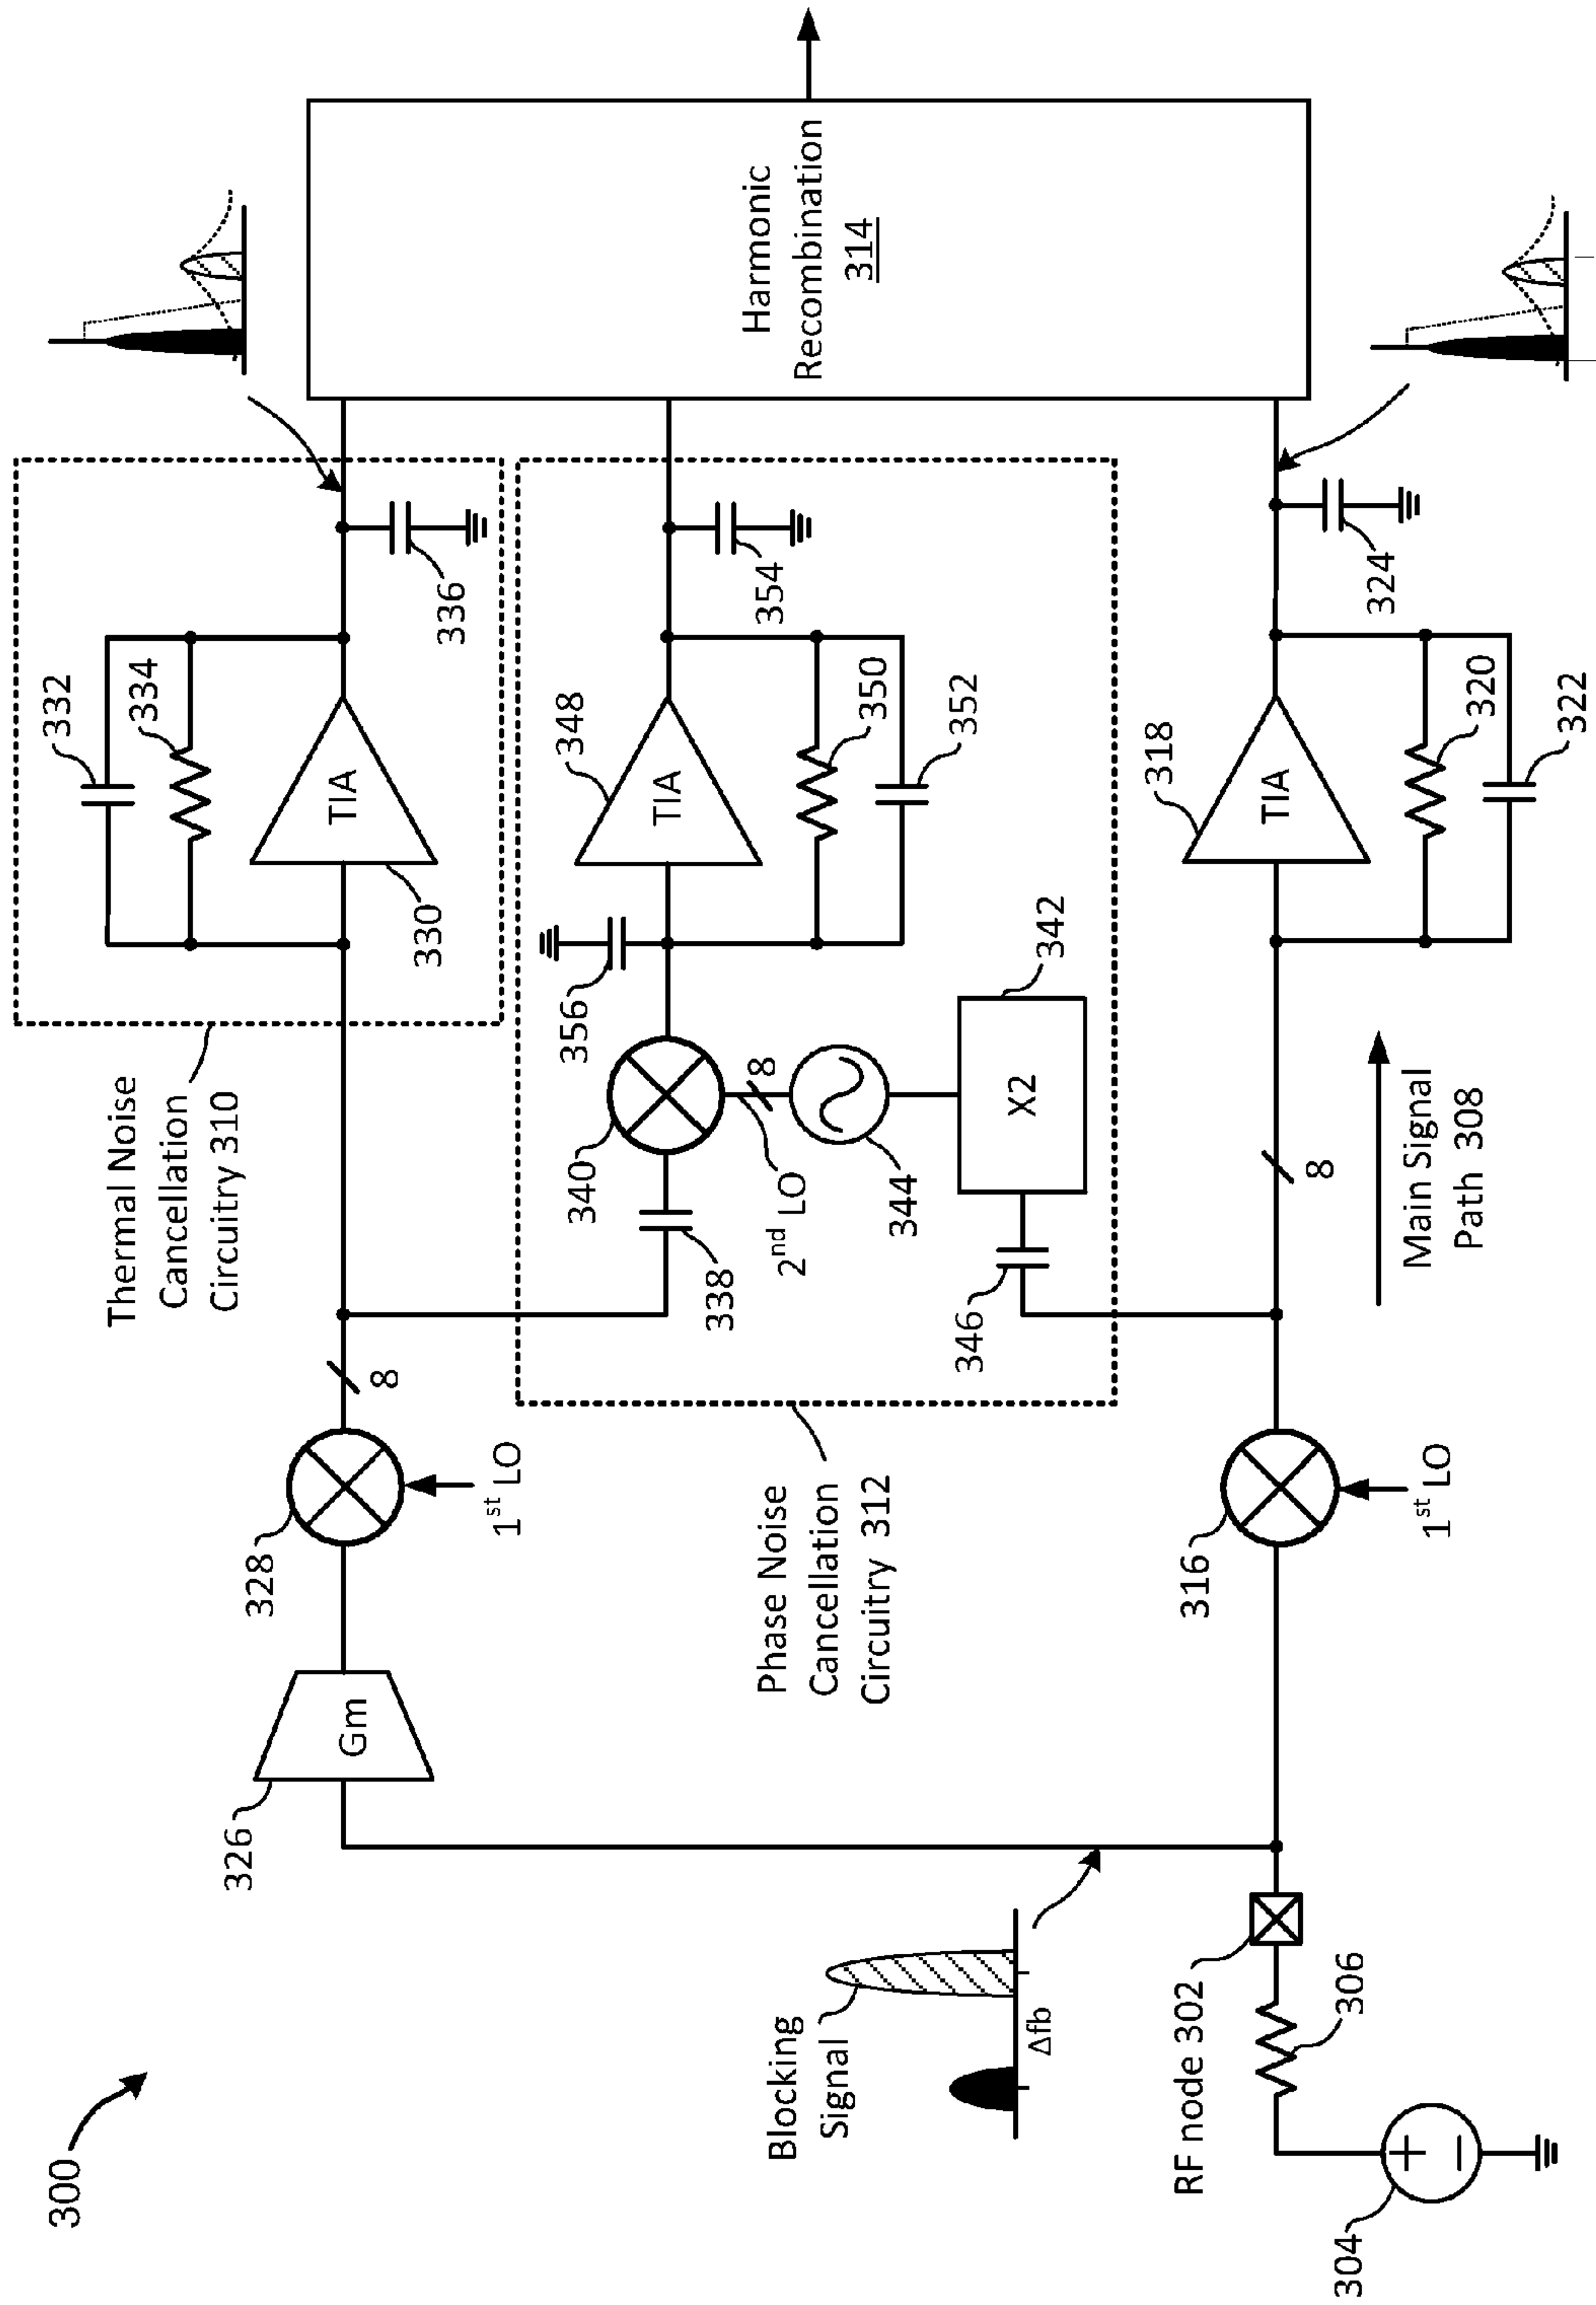 300
Thermal Noise
Cancellation
Circuitry 310
332
334
TIA
330
336
326
Gm
328
1st LO
8
Phase Noise
Cancellation
Circuitry 312
338
340
2nd LO
8
344
356
348
TIA
350
352
354
346
X2
342
Harmonic
Recombination
314
Blocking
Signal
Δfb
RF node 302
304
306
316
1st LO
8
Main Signal
Path 308
318
TIA
320
322
324